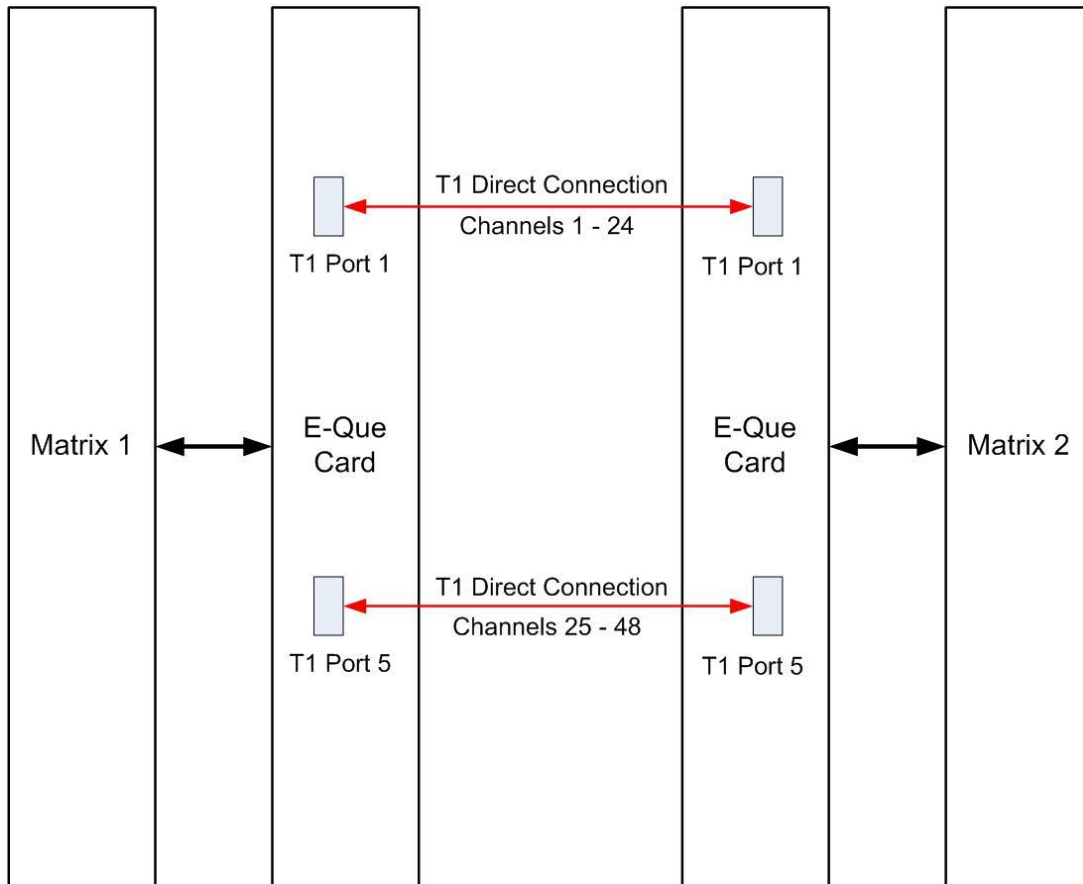 T1 Direct Connection
Channels 1 - 24
T1 Port 1
T1 Port 1
Matrix 1
E-Que
Card
E-Que
Card
Matrix 2
T1 Direct Connection
Channels 25 - 48
T1 Port 5
T1 Port 5